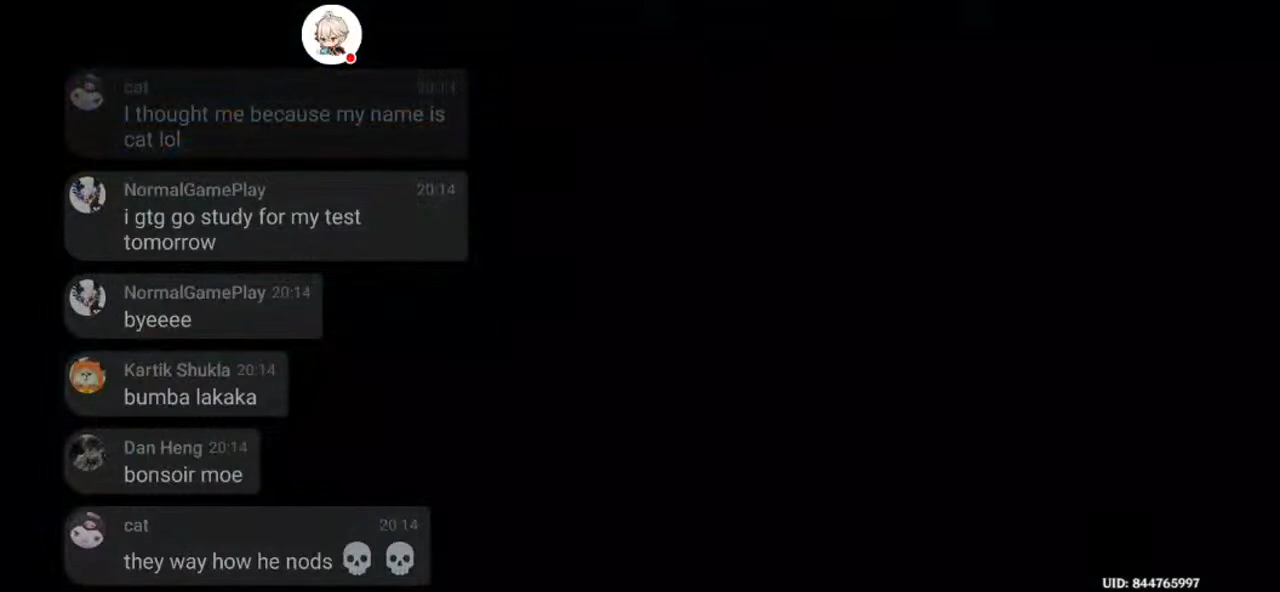 cat 20:14
I thought me because my name is
cat lol
NormalGamePlay 20:14
i gtg go study for my test
tomorrow
NormalGamePlay 20:14
byeeee
Kartik Shukla 20:14
bumba lakaka
Dan Heng 20:14
bonsoir moe
cat 20:14
they way how he nods 💀 💀
UID: 844765997